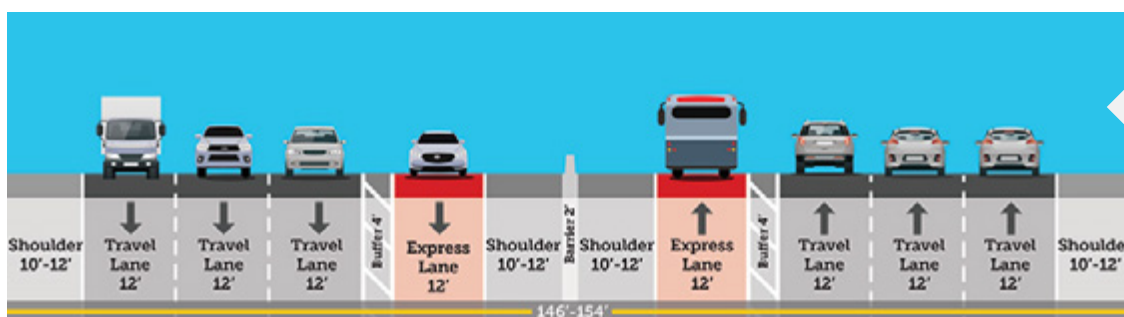 Shoulder
10'-12'
Travel
Lane
12'
Travel
Lane
12'
Travel
Lane
12'
Buffer 4'
Express
Lane
12'
Shoulder
10'-12'
Barrier 2'
Shoulder
10'-12'
Express
Lane
12'
Buffer 4'
Travel
Lane
12'
Travel
Lane
12'
Travel
Lane
12'
Shoulder
10'-12'
146'-154'